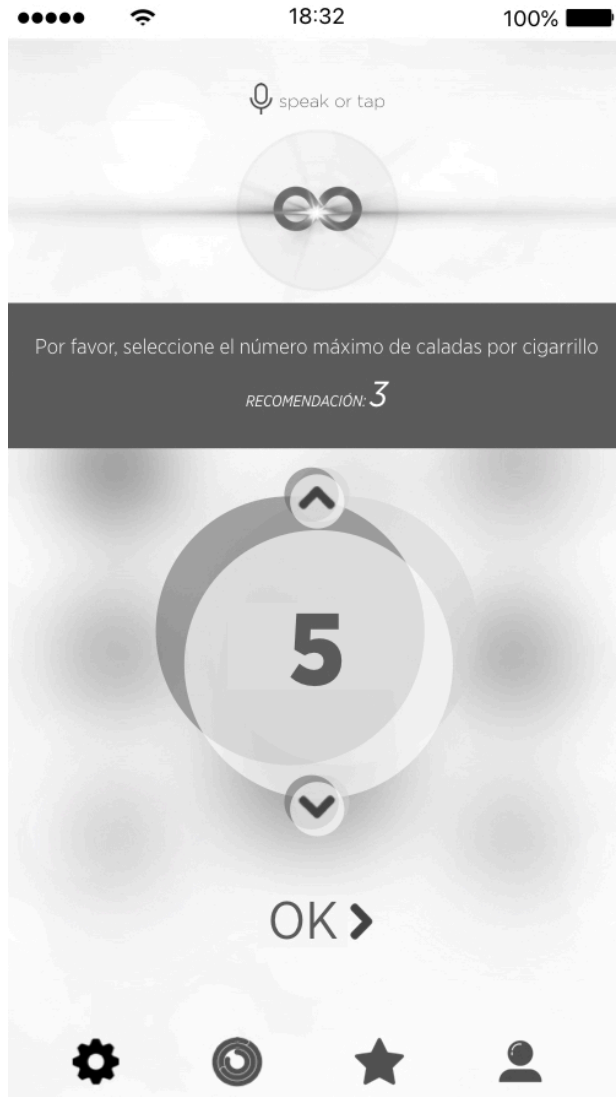 18:32
100%
speak or tap
Por favor, seleccione el número máximo de caladas por cigarrillo
RECOMENDACIÓN: 3
5
OK